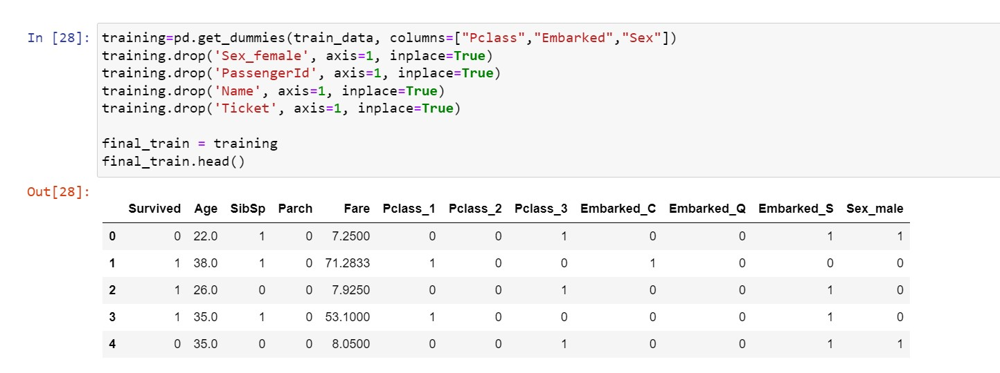 In [28]: training=pd.get_dummies(train_data, columns=["Pclass","Embarked","Sex"])
training.drop('Sex_female', axis=1, inplace=True)
training.drop('PassengerId', axis=1, inplace=True)
training.drop('Name', axis=1, inplace=True)
training.drop('Ticket', axis=1, inplace=True)
final_train = training
final_train.head()
Out[28]:
Survived Age SibSp Parch Fare Pclass_1 Pclass_2 Pclass_3 Embarked_C Embarked_Q Embarked_S Sex_male
0 0 22.0 1 0 7.2500 0 0 1 0 0 1 1
1 1 38.0 1 0 71.2833 1 0 0 1 0 0 0
2 1 26.0 0 0 7.9250 0 0 1 0 0 1 0
3 1 35.0 1 0 53.1000 1 0 0 0 0 1 0
4 0 35.0 0 0 8.0500 0 0 1 0 0 1 1